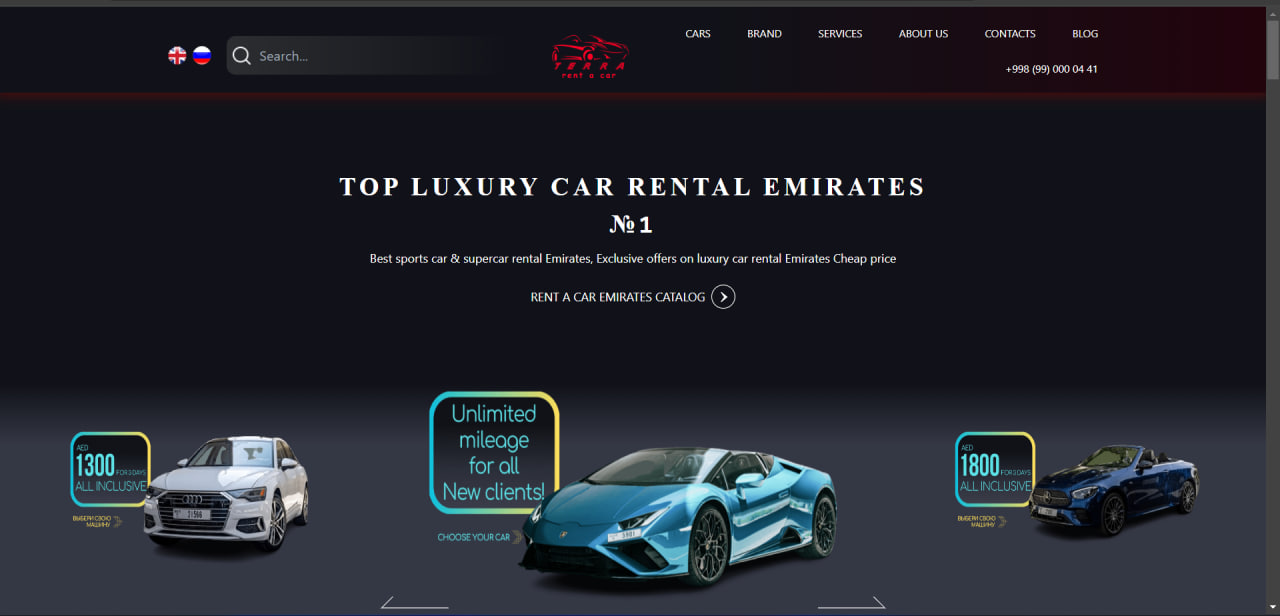 Search...
TERRA
rent a car
CARS
BRAND
SERVICES
ABOUT US
CONTACTS
BLOG
+998 (99) 000 04 41
TOP LUXURY CAR RENTAL EMIRATES
№1
Best sports car & supercar rental Emirates, Exclusive offers on luxury car rental Emirates Cheap price
RENT A CAR EMIRATES CATALOG
AED
1300 FOR 3 DAYS
ALL INCLUSIVE
ВЫБЕРИ СВОЮ
МАШИНУ
Unlimited
mileage
for all
New clients!
CHOOSE YOUR CAR
AED
1800 FOR 3 DAYS
ALL INCLUSIVE
ВЫБЕРИ СВОЮ
МАШИНУ